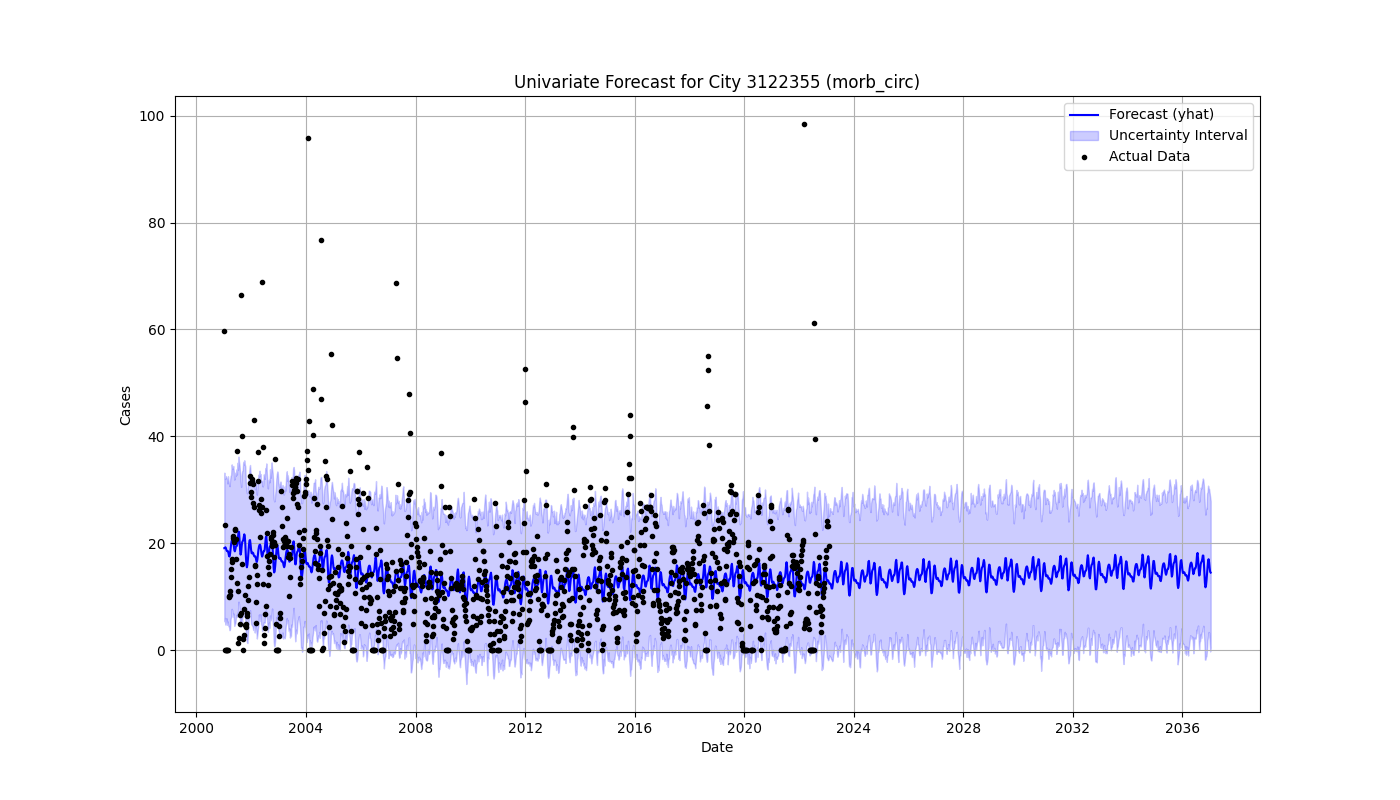 Univariate Forecast for City 3122355 (morb_circ)
Forecast (yhat)
Uncertainty Interval
Actual Data
100
80
60
40
20
0
Cases
2000 2004 2008 2012 2016 2020 2024 2028 2032 2036
Date